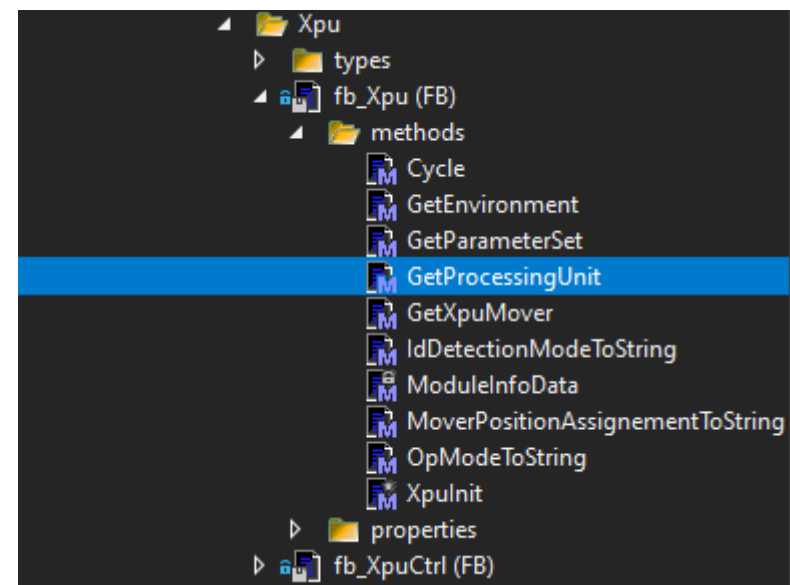 Xpu
types
fb_Xpu (FB)
methods
Cycle
GetEnvironment
GetParameterSet
GetProcessingUnit
GetXpuMover
IdDetectionModeToString
ModuleInfoData
MoverPositionAssignementToString
OpModeToString
XpuInit
properties
fb_XpuCtrl (FB)